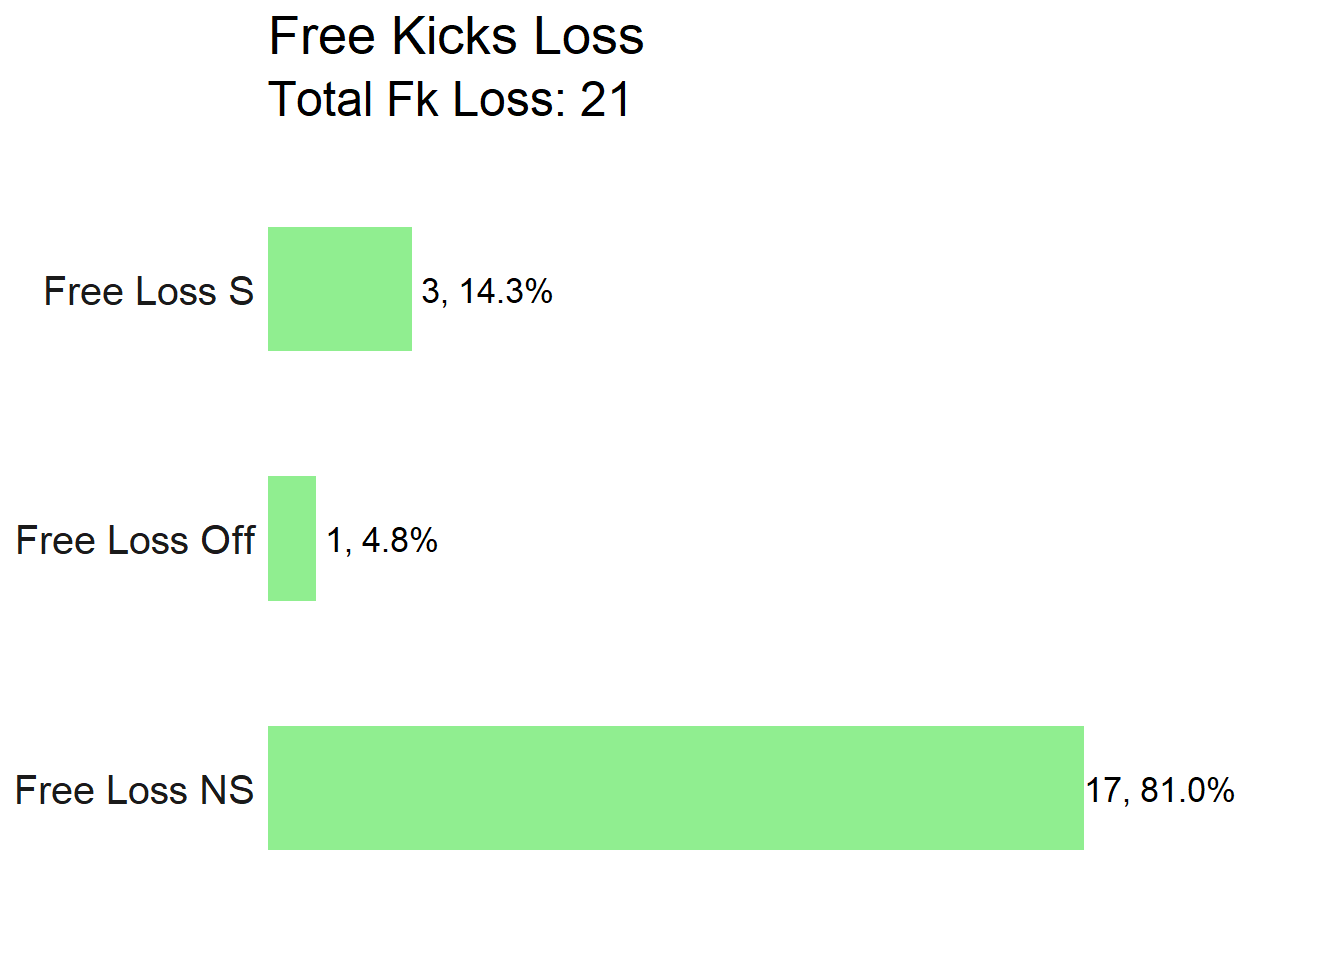 Free Kicks Loss
Total Fk Loss: 21
Free Loss S 3, 14.3%
Free Loss Off 1, 4.8%
Free Loss NS 17, 81.0%